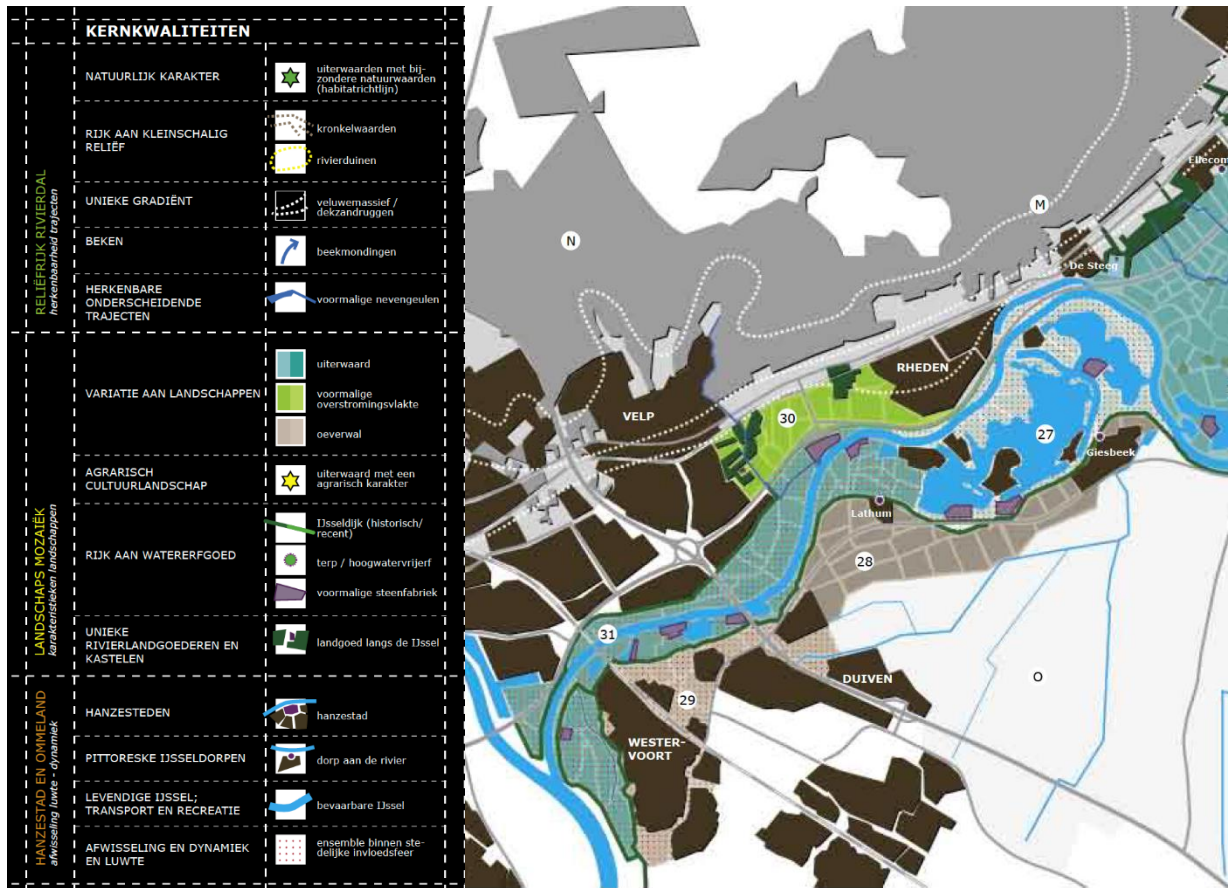 KERNKWALITEITEN
RELIËFRIJK RIVIERDAL
herkenbaarheid trajecten
NATUURLIJK KARAKTER
uiterwaarden met bij-
zondere natuurwaarden
(habitatrichtlijn)
RIJK AAN KLEINSCHALIG
RELIËF
kronkelwaarden
rivierduinen
UNIEKE GRADIËNT
veluwemassief /
dekzandruggen
BEKEN
beekmondingen
HERKENBARE
ONDERSCHEIDENDE
TRAJECTEN
voormalige nevengeulen
LANDSCHAPS MOZAÏEK
karakteristieken landschappen
VARIATIE AAN LANDSCHAPPEN
uiterwaard
voormalige
overstromingsvlakte
oeverwal
AGRARISCH
CULTUURLANDSCHAP
uiterwaard met een
agrarisch karakter
RIJK AAN WATERERFGOED
IJsseldijk (historisch/
recent)
terp / hoogwatervrijerf
voormalige steenfabriek
UNIEKE
RIVIERLANDGOEDEREN EN
KASTELEN
landgoed langs de IJssel
HANZESTAD EN OMMELAND
afwisseling luwte - dynamiek
HANZESTEDEN
hanzestad
PITTORESKE IJSSELDORPEN
dorp aan de rivier
LEVENDIGE IJSSEL;
TRANSPORT EN RECREATIE
bevaarbare IJssel
AFWISSELING EN DYNAMIEK
EN LUWTE
ensemble binnen ste-
delijke invloedsfeer
Ellecom
M
N
De Steeg
RHEDEN
VELP
30
27
Giesbeek
Lathum
28
31
O
DUIVEN
29
WESTER-
VOORT